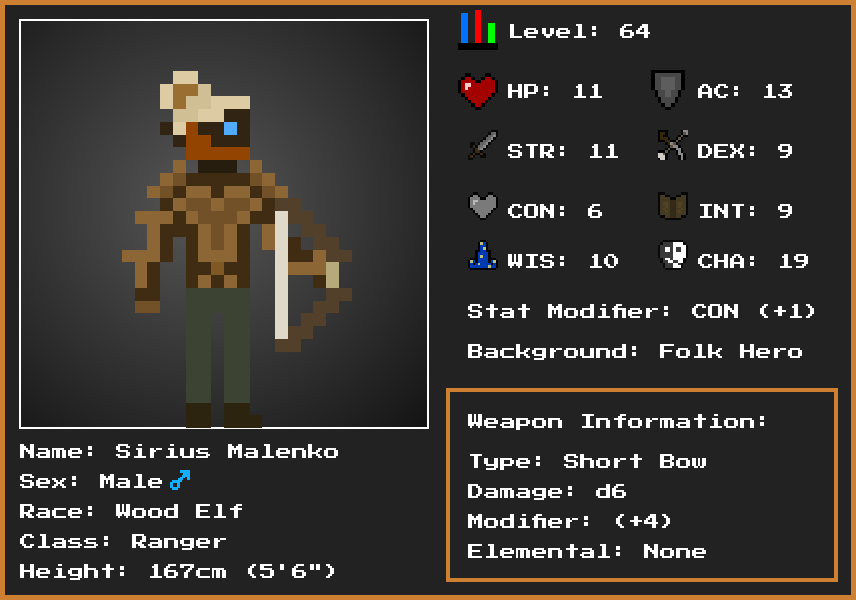 Level: 64
HP: 11
AC: 13
STR: 11
DEX: 9
CON: 6
INT: 9
WIS: 10
CHA: 19
Stat Modifier: CON (+1)
Background: Folk Hero
Weapon Information:
Type: Short Bow
Damage: d6
Modifier: (+4)
Elemental: None
Name: Sirius Malenko
Sex: Male♂
Race: Wood Elf
Class: Ranger
Height: 167cm (5'6")